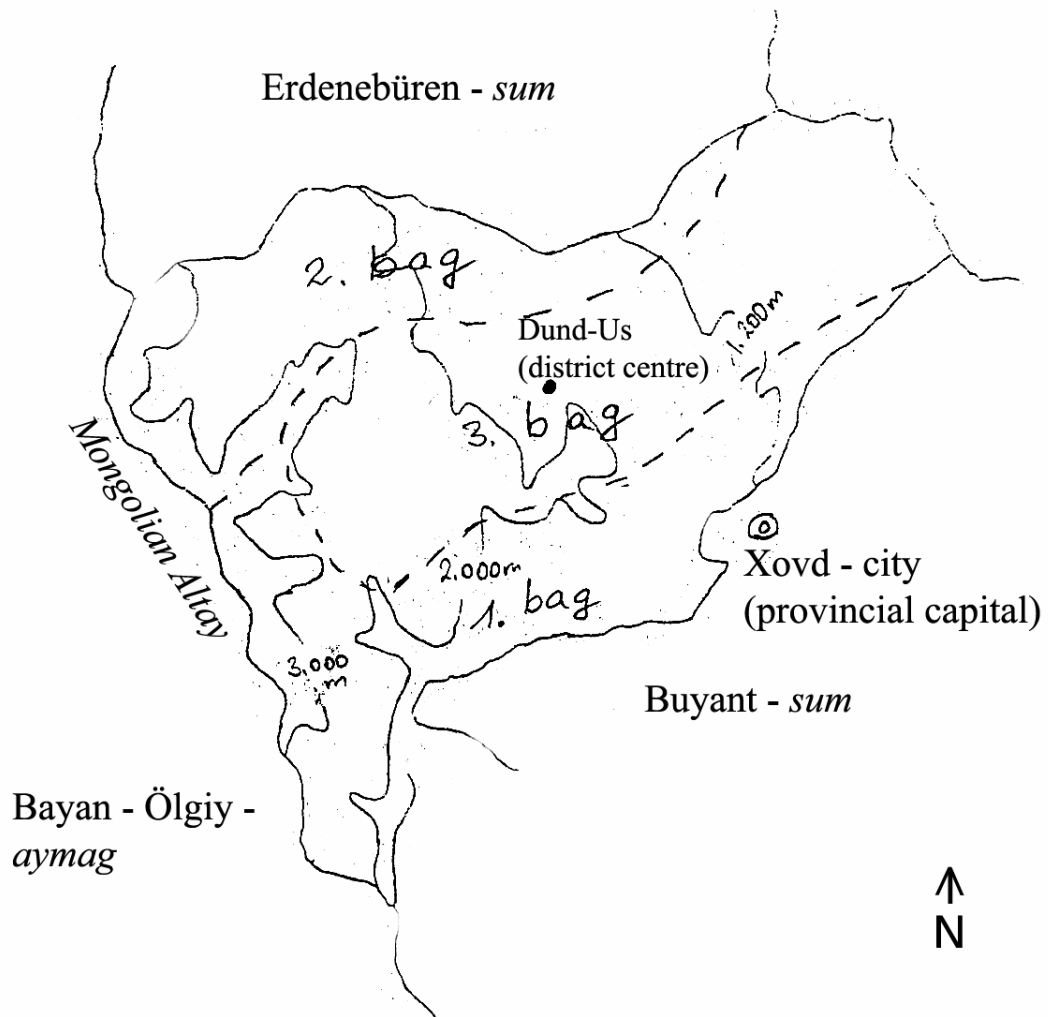 Erdenebüren - sum
2. bag
1.200m
Dund-Us
(district centre)
3. bag
Mongolian Altay
Xovd - city
(provincial capital)
2.000m
1. bag
3.000
m
Buyant - sum
Bayan - Ölgiy -
aymag
N